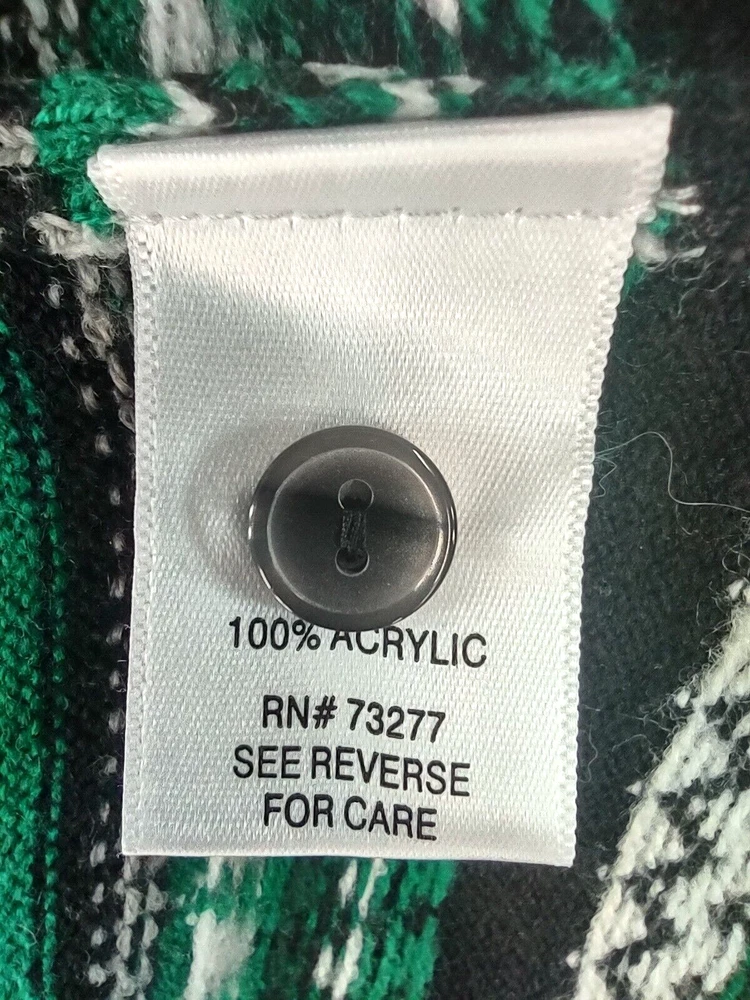 100% ACRYLIC
RN# 73277
SEE REVERSE
FOR CARE